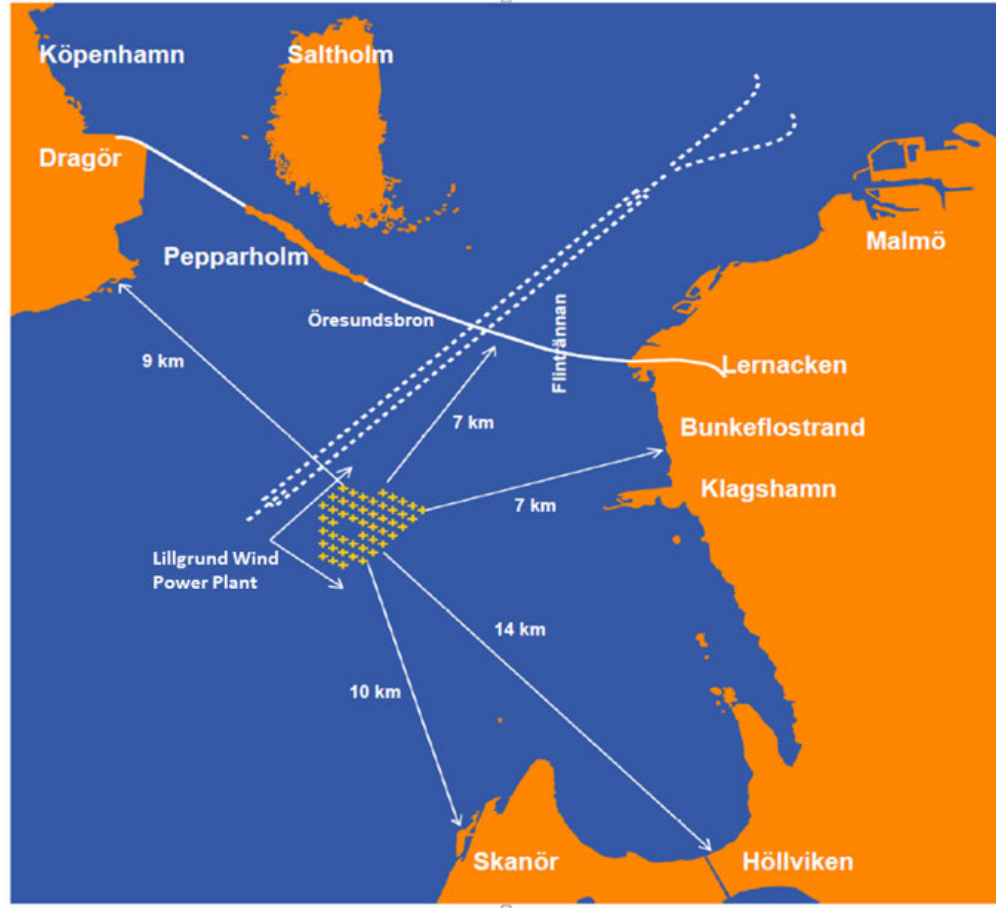 Köpenhamn
Saltholm
Dragör
Malmö
Pepparholm
Öresundsbron
Flintrännan
9 km
Lernacken
7 km
Bunkeflostrand
Klagshamn
7 km
Lillgrund Wind
Power Plant
14 km
10 km
Skanör
Höllviken